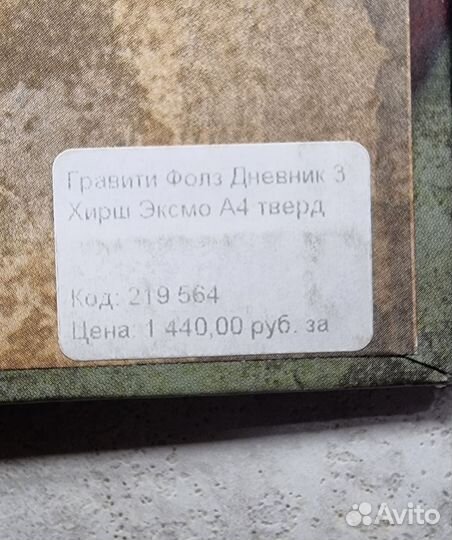 Гравити Фолз Дневник 3
Хирш Эксмо А4 тверд
Код: 219 564
Цена: 1 440,00 руб. за
Avito